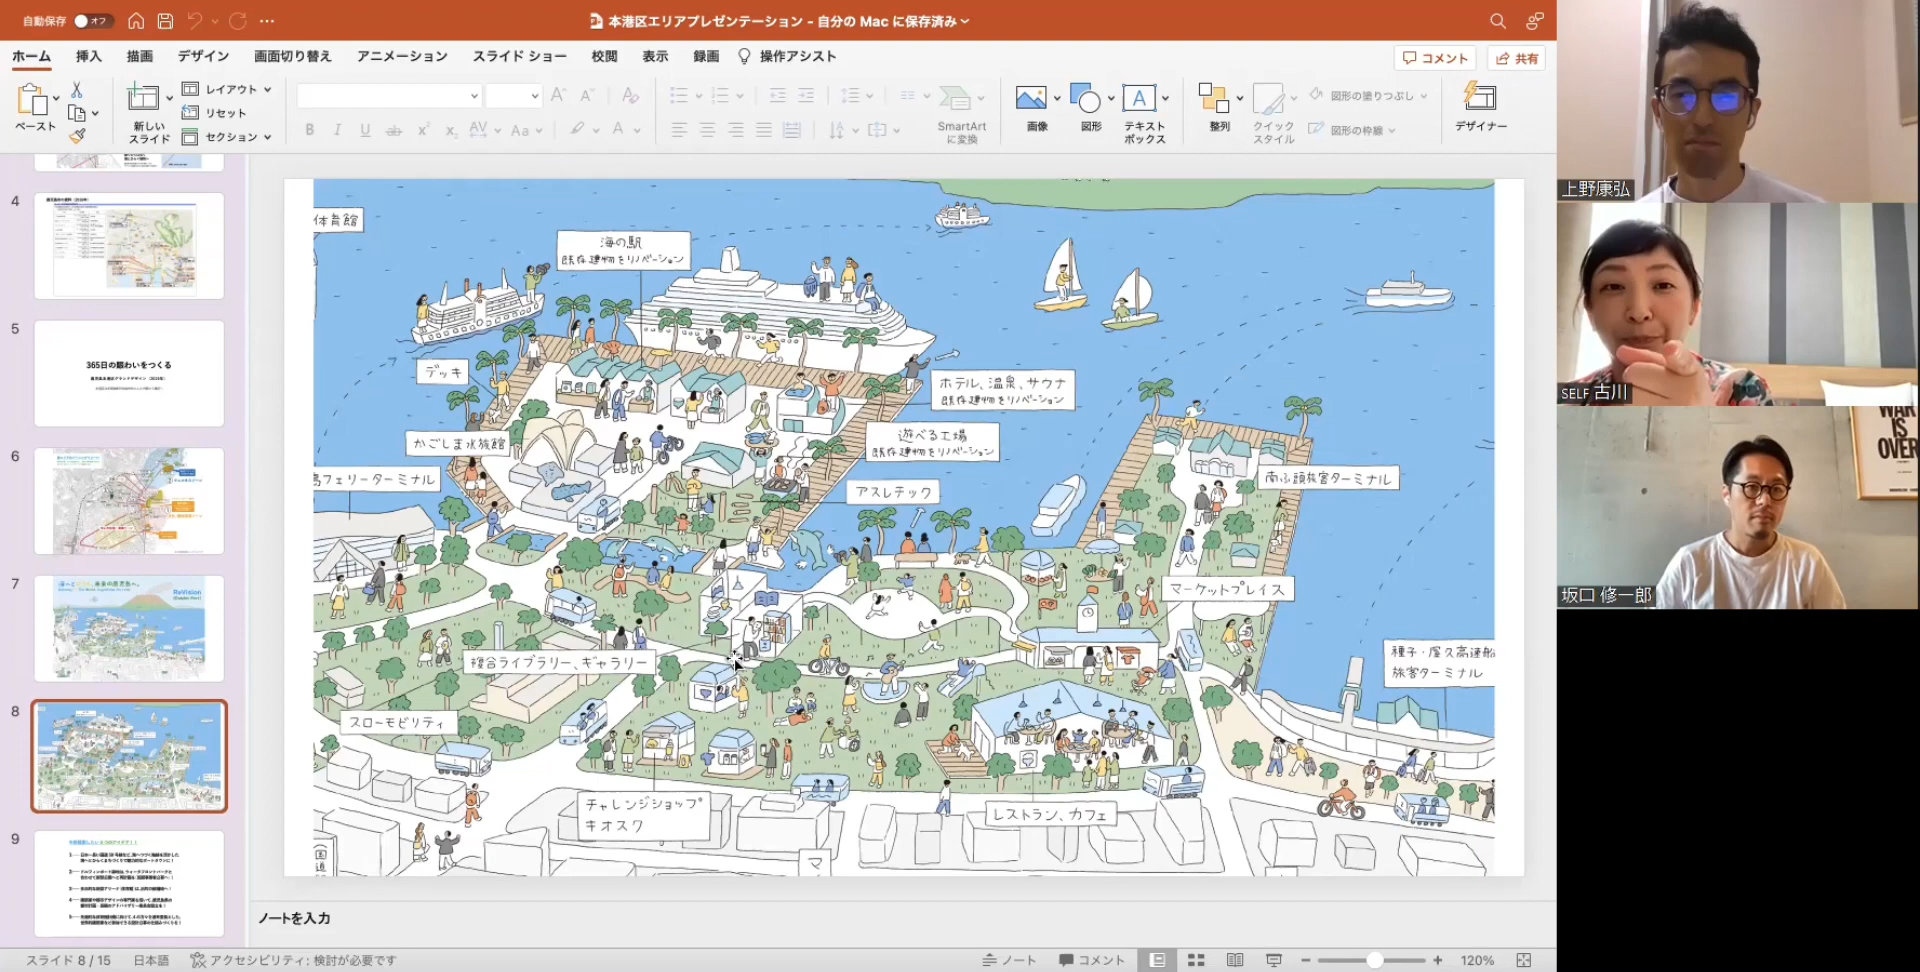 自動保存 オフ
本港区エリアプレゼンテーション - 自分の Mac に保存済み
ホーム 挿入 描画 デザイン 画面切り替え アニメーション スライド ショー 校閲 表示 録画 操作アシスト
コメント 共有
ペースト
新しい
スライド
レイアウト
リセット
セクション
SmartArt
に変換
画像
図形
テキスト
ボックス
整列
クイック
スタイル
図形の塗りつぶし
図形の枠線
デザイナー
4
5
365日の賑わいをつくる
6
7
ReVision
8
9
体育館
海の駅
既存建物をリノベーション
デッキ
ホテル、温泉、サウナ
既存建物をリノベーション
かごしま水族館
遊べる工場
既存建物をリノベーション
島フェリーターミナル
アスレチック
南ふ頭旅客ターミナル
マーケットプレイス
複合ライブラリー、ギャラリー
種子・屋久高速船
旅客ターミナル
スローモビリティ
チャレンジショップ
キオスク
レストラン、カフェ
国道
マ
ノートを入力
スライド 8 / 15 日本語 アクセシビリティ: 検討が必要です
ノート コメント 120%
上野康弘
SELF 古川
WAR
IS
OVER
坂口 修一郎